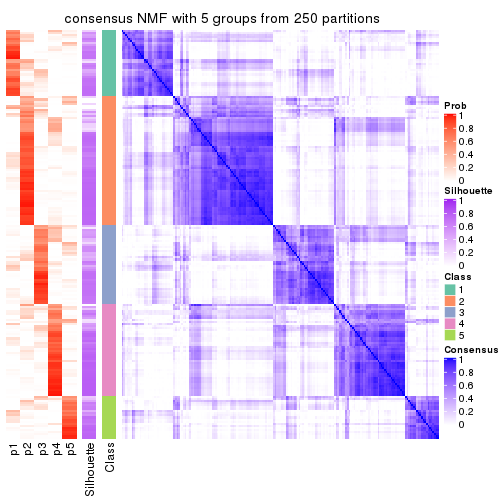 consensus NMF with 5 groups from 250 partitions
p1
p2
p3
p4
p5
Silhouette
Class
Prob
1
0.8
0.6
0.4
0.2
0
Silhouette
1
0.8
0.6
0.4
0.2
0
Class
1
2
3
4
5
Consensus
1
0.8
0.6
0.4
0.2
0